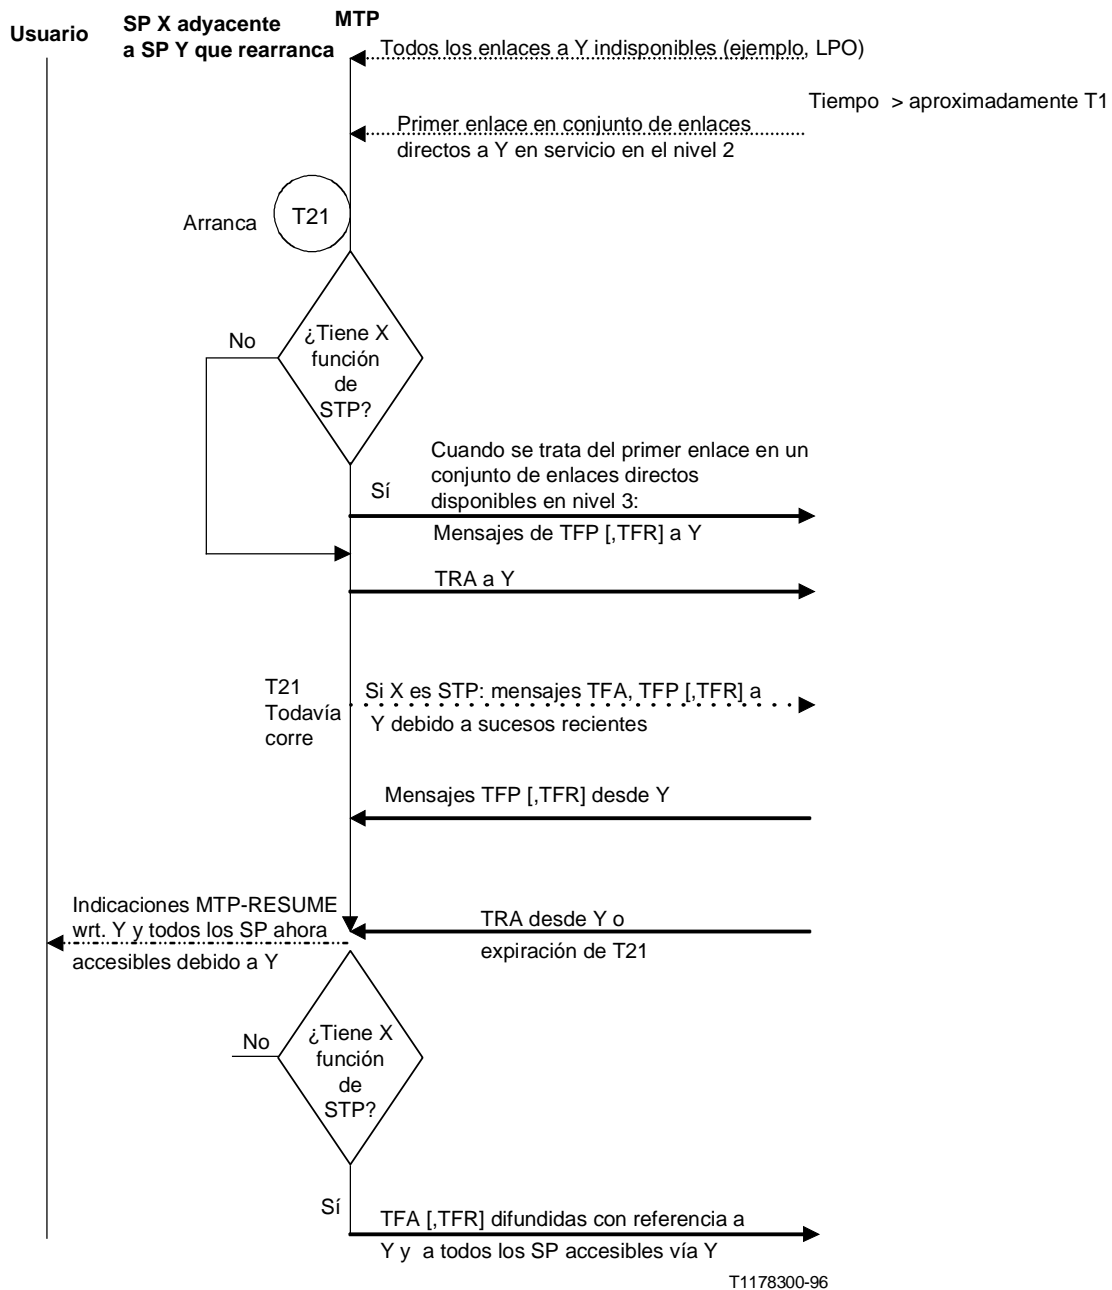 Usuario
SP X adyacente
a SP Y que rearranca
MTP
Todos los enlaces a Y indisponibles (ejemplo, LPO)
Tiempo > aproximadamente T1
Primer enlace en conjunto de enlaces
directos a Y en servicio en el nivel 2
Arranca
T21
¿Tiene X
función
de
STP?
No
Sí
Cuando se trata del primer enlace en un
conjunto de enlaces directos
disponibles en nivel 3:
Mensajes de TFP [,TFR] a Y
TRA a Y
T21
Todavía
corre
Si X es STP: mensajes TFA, TFP [,TFR] a
Y debido a sucesos recientes
Mensajes TFP [,TFR] desde Y
Indicaciones MTP-RESUME
wrt. Y y todos los SP ahora
accesibles debido a Y
TRA desde Y o
expiración de T21
No
¿Tiene X
función
de
STP?
Sí
TFA [,TFR] difundidas con referencia a
Y y a todos los SP accesibles vía Y
T1178300-96